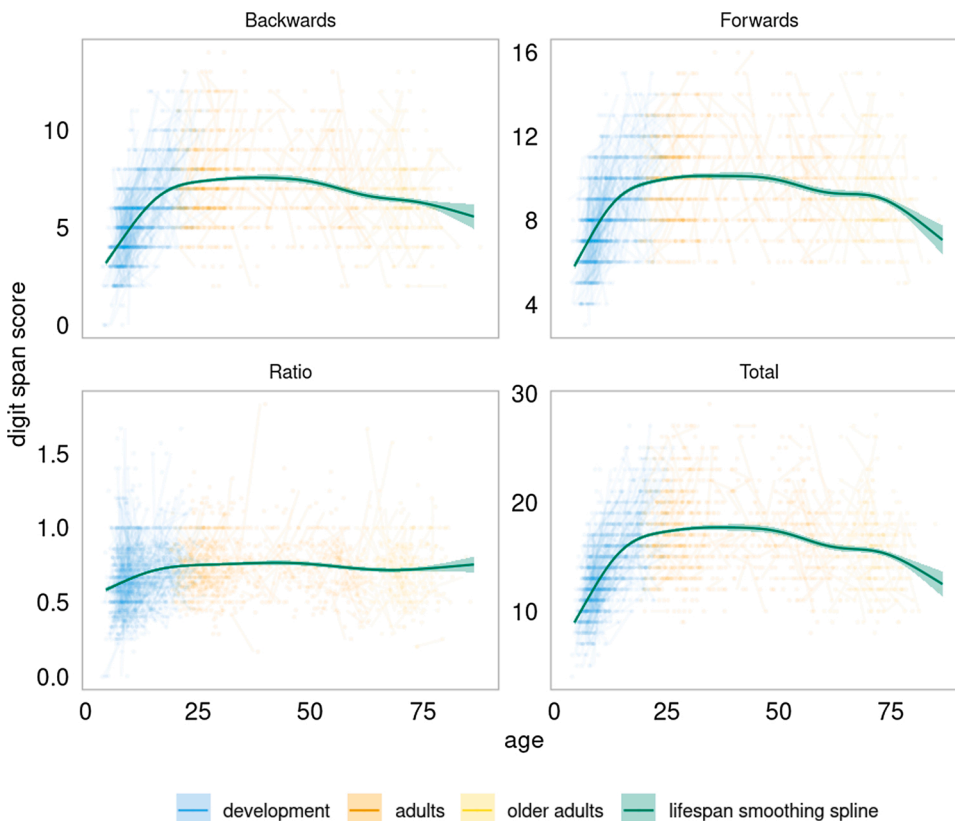 Backwards
Forwards
10
5
0
16
12
8
4
digit span score
Ratio
Total
1.5
1.0
0.5
0.0
30
20
10
0 25 50 75
0 25 50 75
age
development adults older adults lifespan smoothing spline